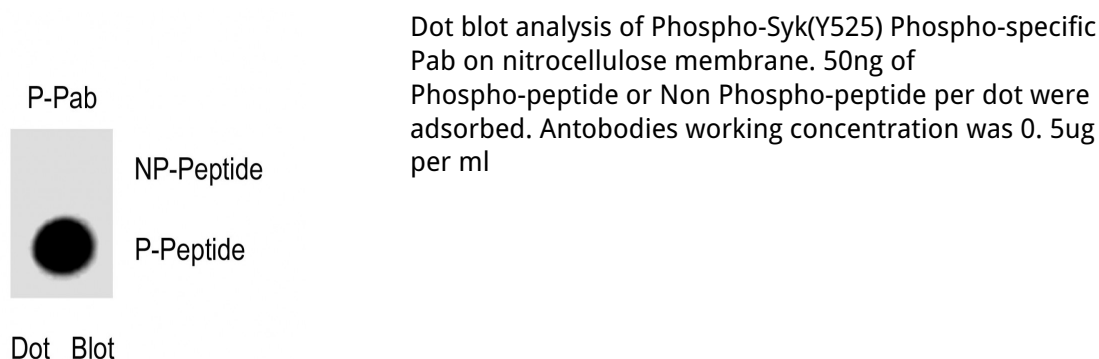 P-Pab
NP-Peptide
P-Peptide
Dot Blot
Dot blot analysis of Phospho-Syk(Y525) Phospho-specific
Pab on nitrocellulose membrane. 50ng of
Phospho-peptide or Non Phospho-peptide per dot were
adsorbed. Antobodies working concentration was 0. 5ug
per ml